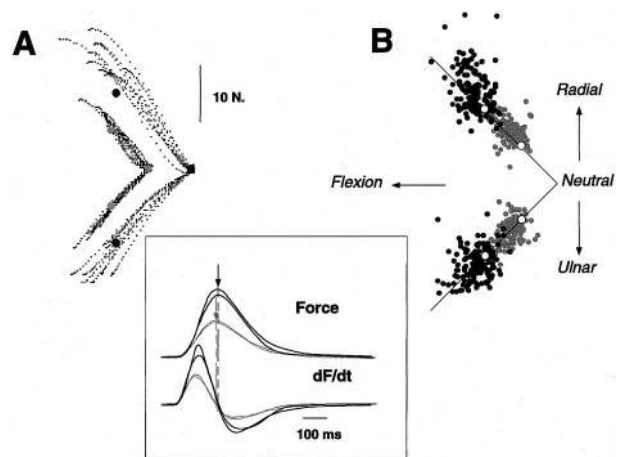 A
10 N.
B
Radial
Flexion
Neutral
Ulnar
Force
dF/dt
100 ms